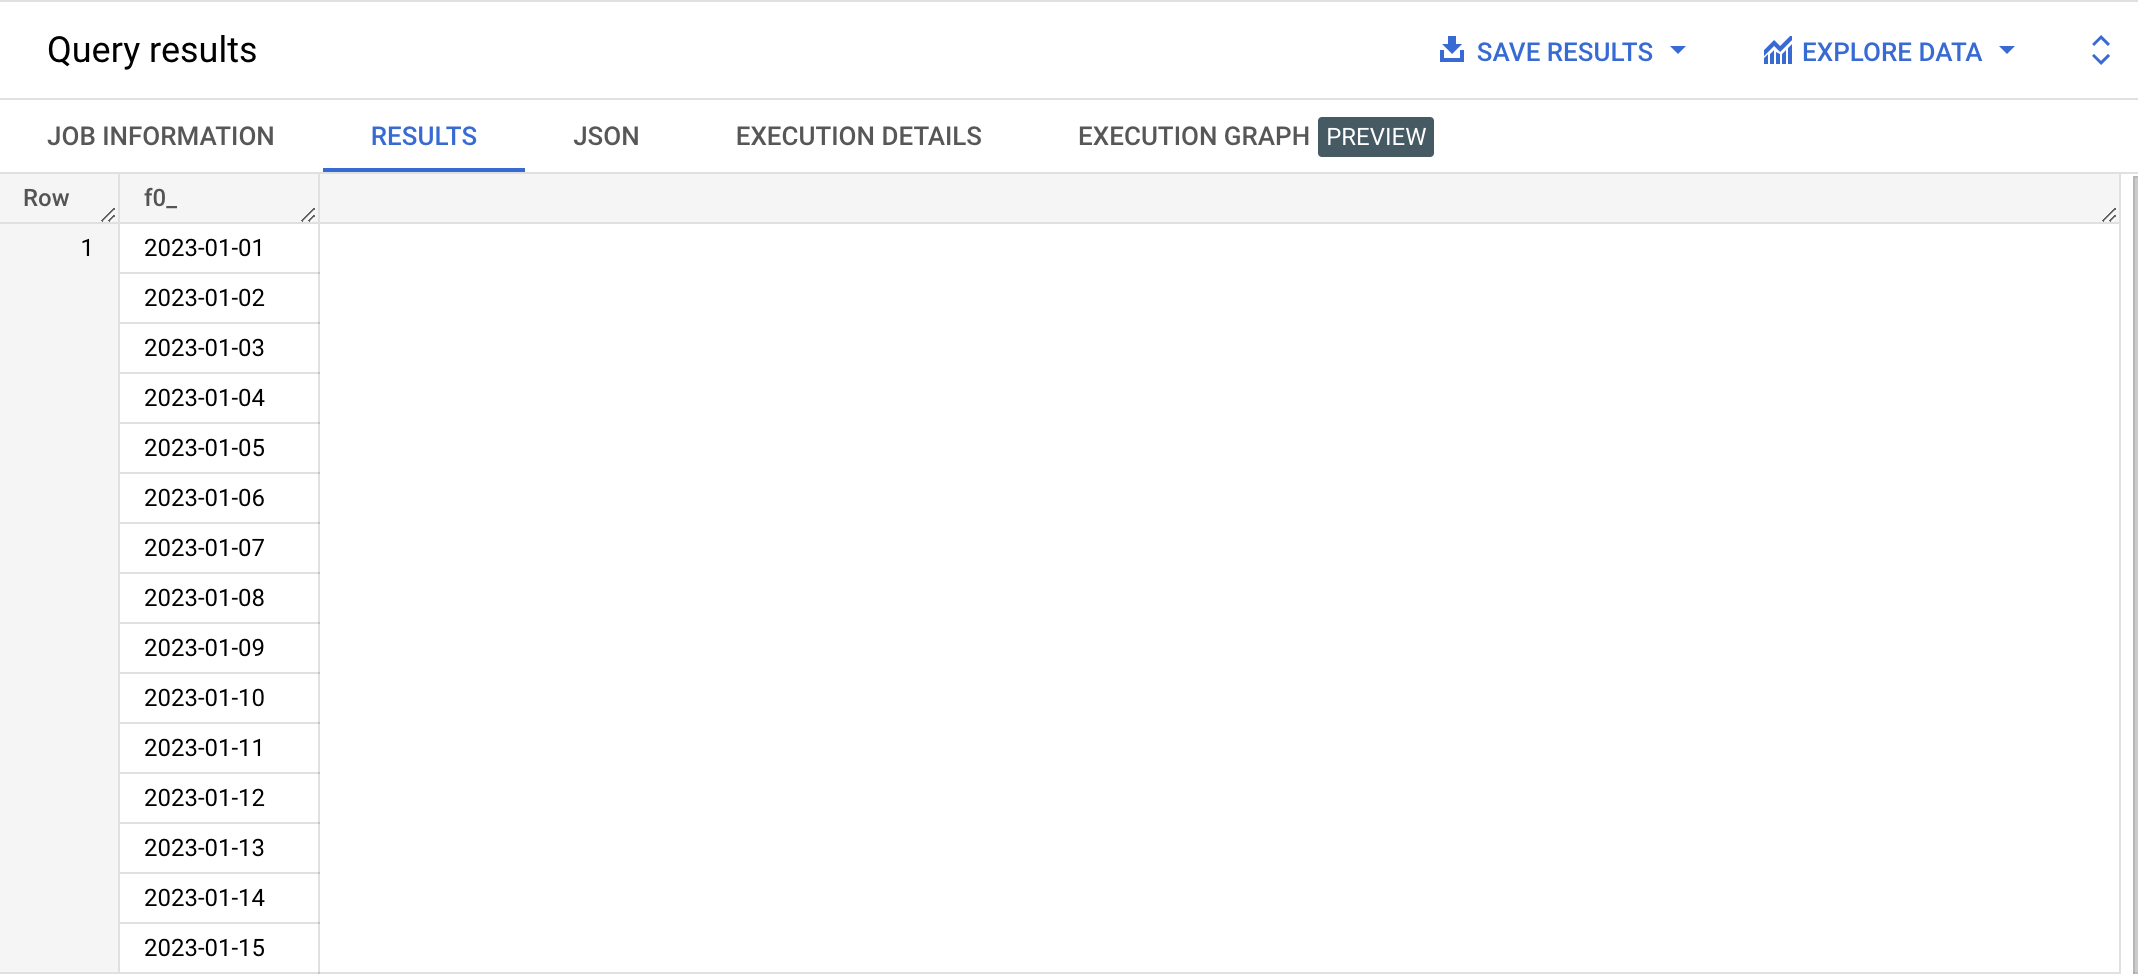 Query results
SAVE RESULTS
EXPLORE DATA
JOB INFORMATION
RESULTS
JSON
EXECUTION DETAILS
EXECUTION GRAPH PREVIEW
Row f0_
1 2023-01-01
2023-01-02
2023-01-03
2023-01-04
2023-01-05
2023-01-06
2023-01-07
2023-01-08
2023-01-09
2023-01-10
2023-01-11
2023-01-12
2023-01-13
2023-01-14
2023-01-15